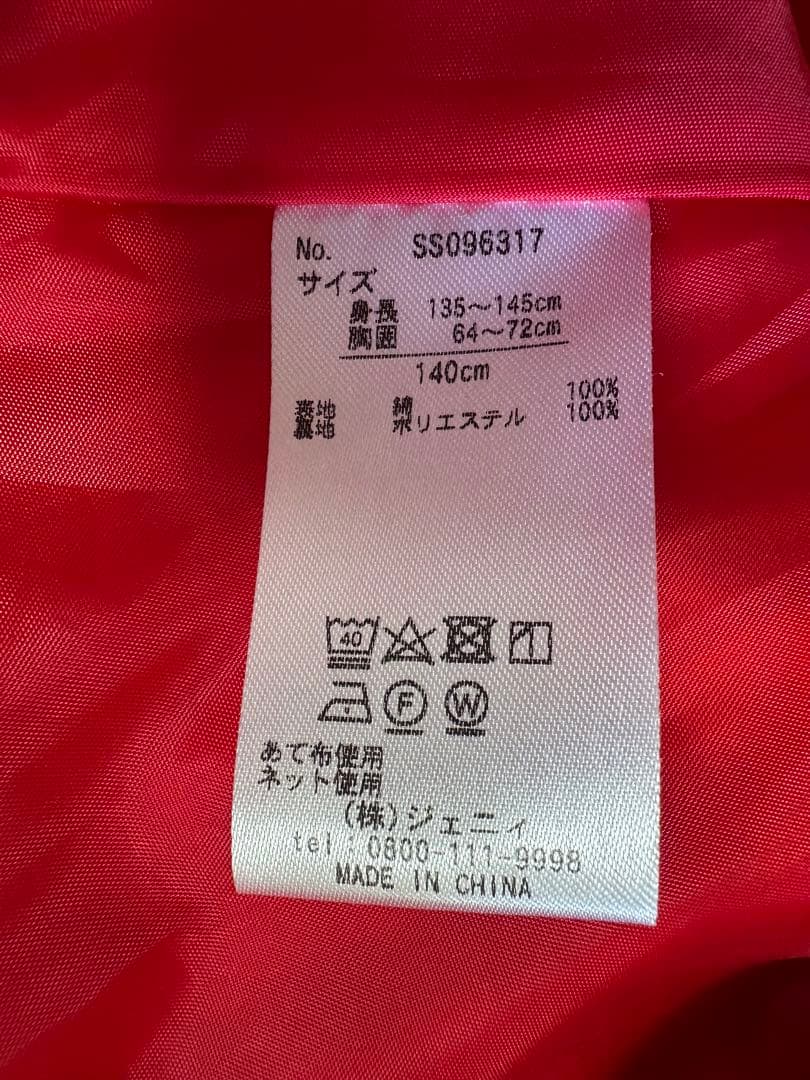 No. SS096317
サイズ
身長 135～145cm
胸囲 64～72cm
140cm
表地 綿 100%
裏地 ポリエステル 100%
40
F W
あて布使用
ネット使用
(株)ジェニィ
tel:0800-111-9998
MADE IN CHINA